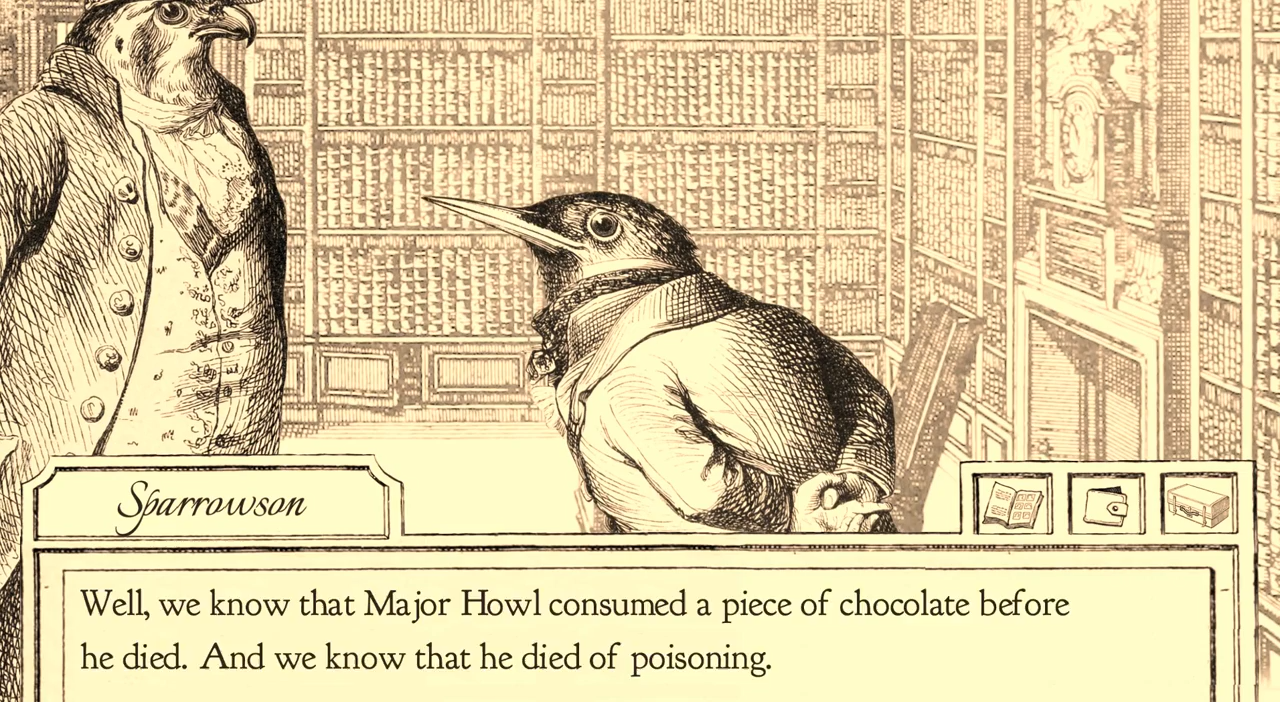 Sparrowson
Well, we know that Major Howl consumed a piece of chocolate before
he died. And we know that he died of poisoning.